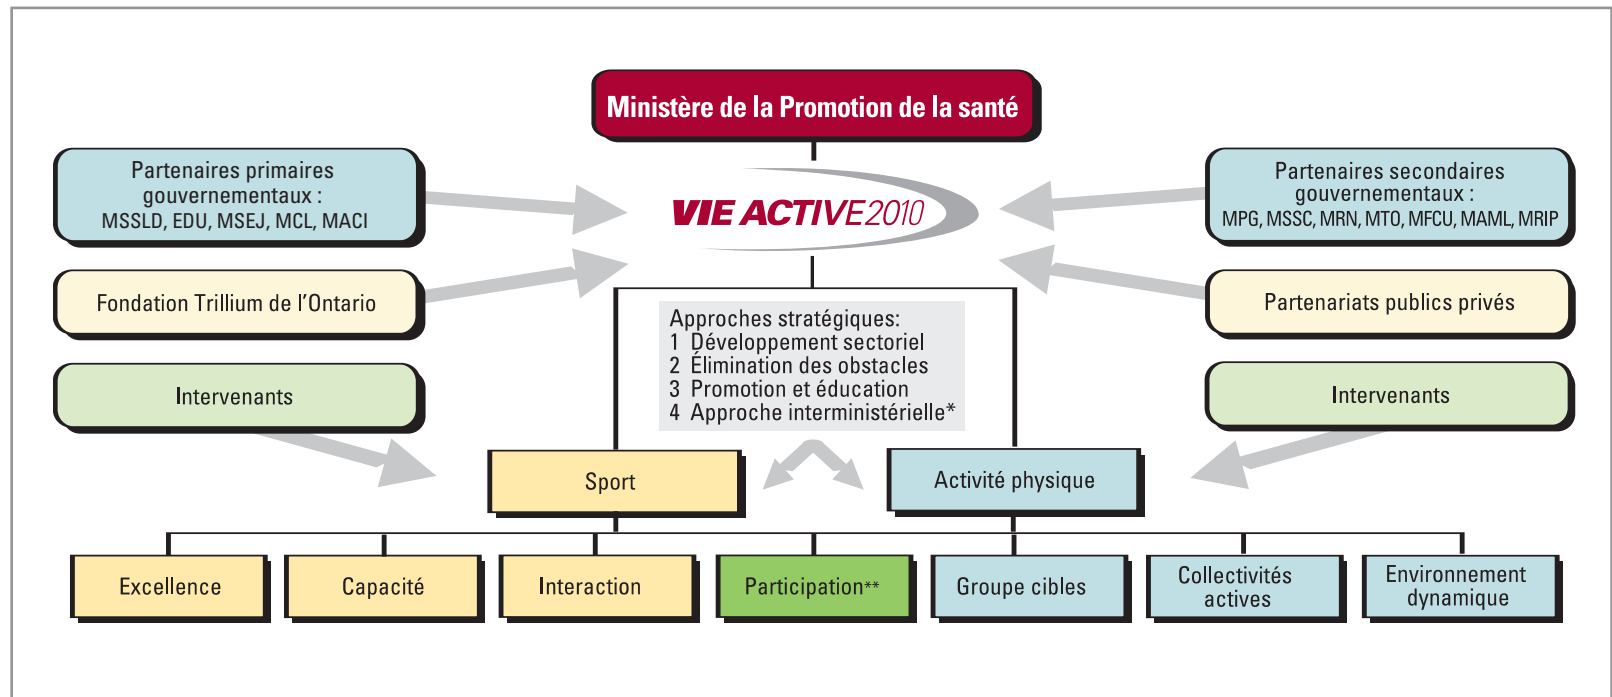 Ministère de la Promotion de la santé
Partenaires primaires
gouvernementaux :
MSSLD, EDU, MSEJ, MCL, MACI
VIE ACTIVE2010
Partenaires secondaires
gouvernementaux :
MPG, MSSC, MRN, MTO, MFCU, MAML, MRIP
Fondation Trillium de l'Ontario
Partenariats publics privés
Approches stratégiques:
1 Développement sectoriel
2 Élimination des obstacles
3 Promotion et éducation
4 Approche interministérielle*
Intervenants
Intervenants
Sport
Activité physique
Excellence
Capacité
Interaction
Participation**
Groupe cibles
Collectivités
actives
Environnement
dynamique